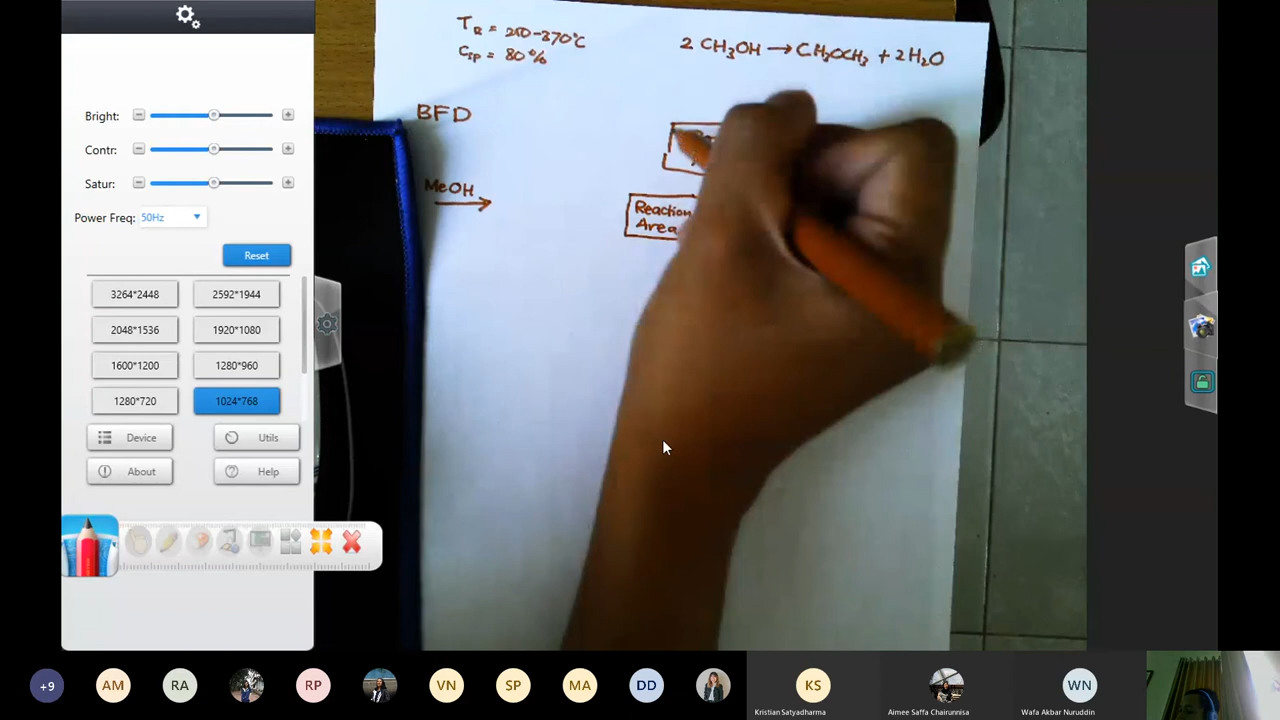 Bright:
Contr:
Satur:
Power Freq: 50Hz
Reset
3264*2448
2592*1944
2048*1536
1920*1080
1600*1200
1280*960
1280*720
1024*768
Device
Utils
About
Help
T_R = 250-370°C
C_sp = 80%
2 CH₃OH → CH₃OCH₃ + 2H₂O
BFD
MeOH
Reaction
Area
+9
AM
RA
RP
VN
SP
MA
DD
KS
WN
Kristian Satyadharma
Aimee Saffa Chairunnisa
Wafa Akbar Nuruddin